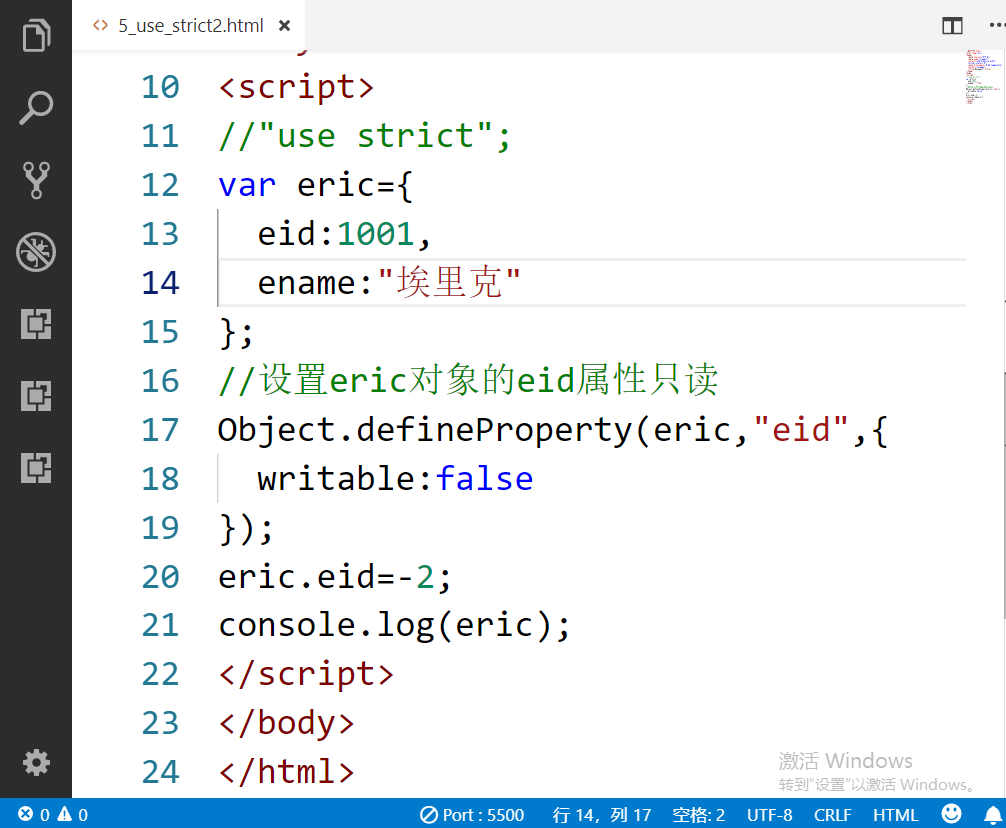 5_use_strict2.html
10 <script>
11 //"use strict";
12 var eric={
13 eid:1001,
14 ename:"埃里克"
15 };
16 //设置eric对象的eid属性只读
17 Object.defineProperty(eric,"eid",{
18 writable:false
19 });
20 eric.eid=-2;
21 console.log(eric);
22 </script>
23 </body>
24 </html>
激活 Windows
转到"设置"以激活 Windows。
0 0 Port : 5500 行 14，列 17 空格: 2 UTF-8 CRLF HTML